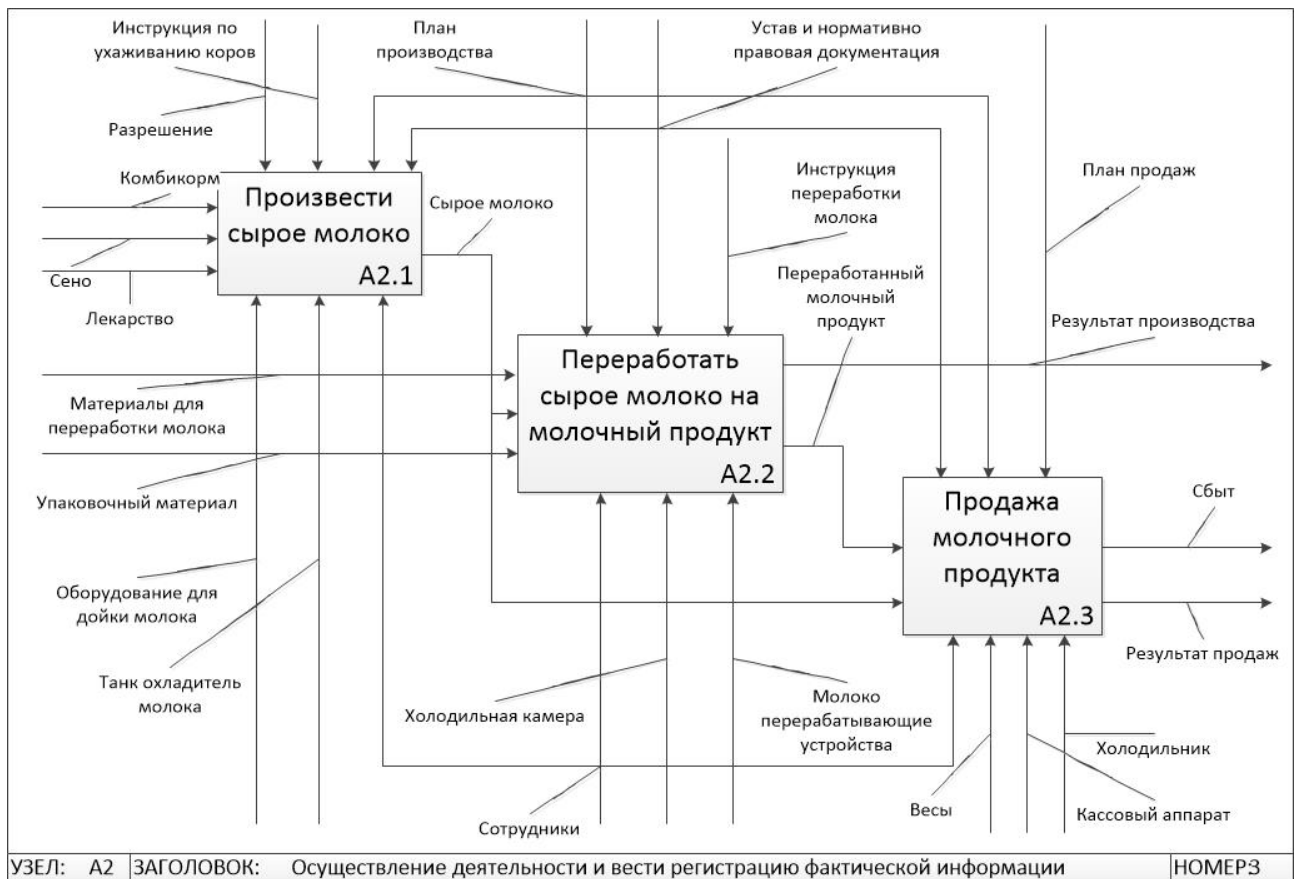 Инструкция по
ухаживанию коров
План
производства
Устав и нормативно
правовая документация
Разрешение
Комбикорм
Произвести
сырое молоко
A2.1
Сырое молоко
Инструкция
переработки
молока
План продаж
Сено
Лекарство
Переработанный
молочный
продукт
Результат производства
Переработать
сырое молоко на
молочный продукт
A2.2
Материалы для
переработки молока
Упаковочный материал
Продажа
молочного
продукта
A2.3
Сбыт
Оборудование для
дойки молока
Результат продаж
Танк охладитель
молока
Холодильная камера
Молоко
перерабатывающие
устройства
Холодильник
Весы
Кассовый аппарат
Сотрудники
УЗЕЛ: A2 ЗАГОЛОВОК: Осуществление деятельности и вести регистрацию фактической информации НОМЕР:3